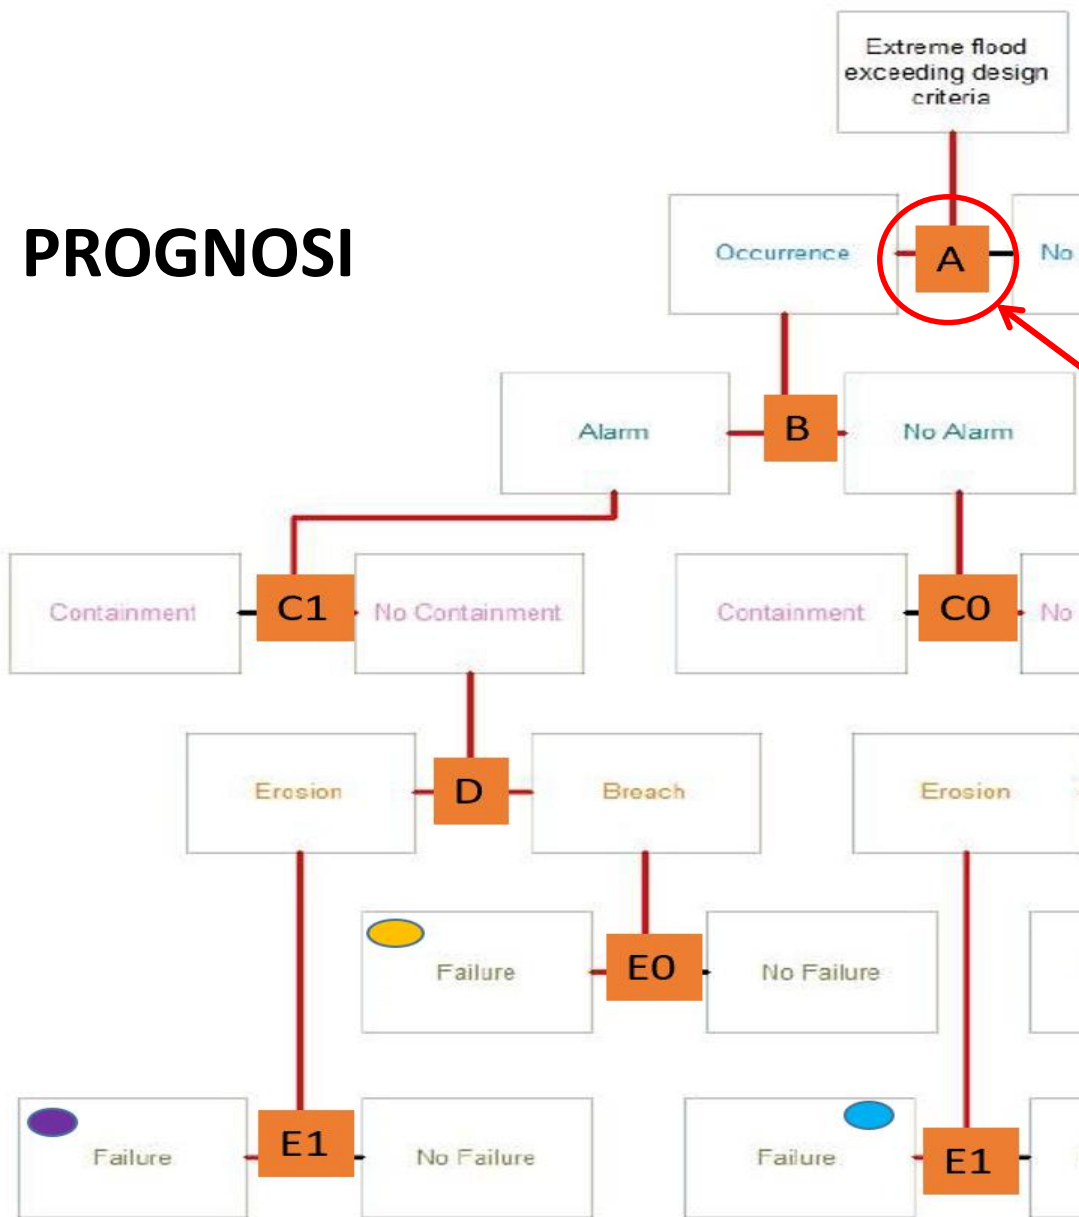 Extreme flood
exceeding design
criteria
PROGNOSI
Occurrence
A
No
Alarm
B
No Alarm
Containment
C1
No Containment
Containment
C0
No
Erosion
D
Breach
Erosion
Failure
E0
No Failure
Failure
E1
No Failure
Failure
E1